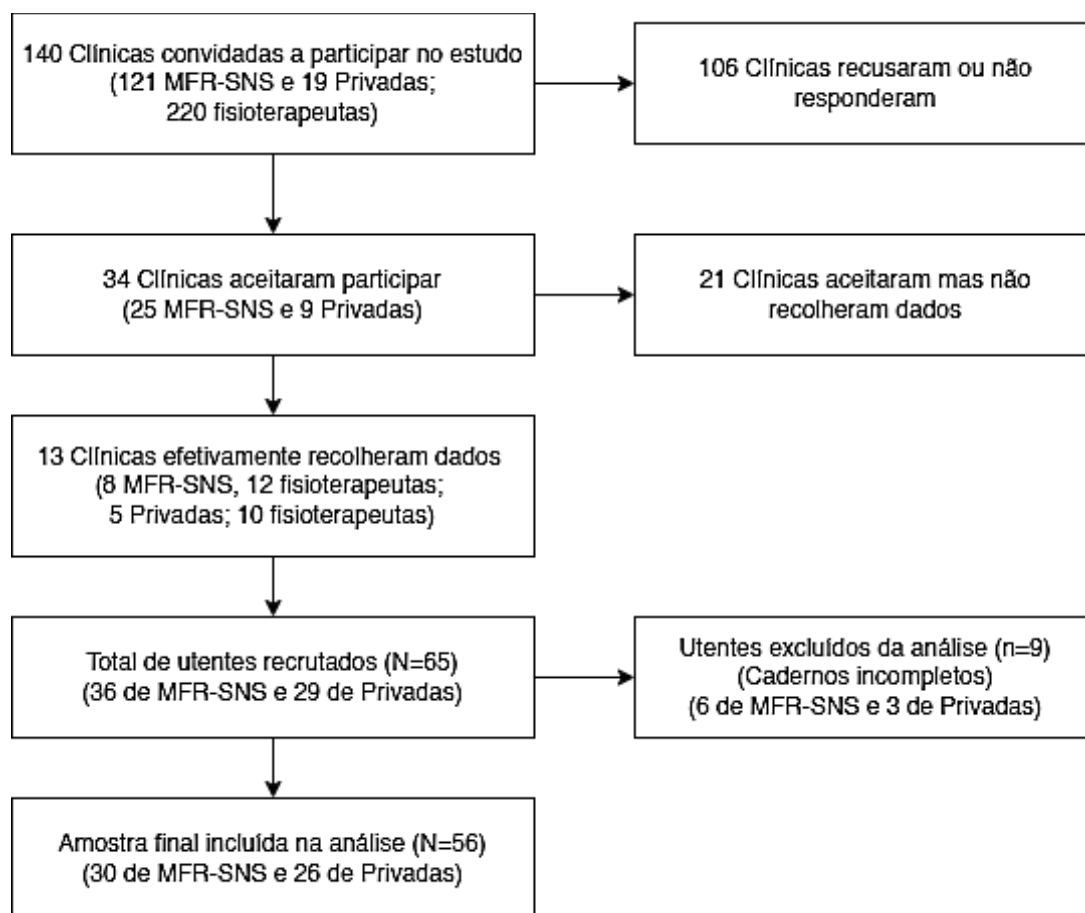 140 Clínicas convidadas a participar no estudo
(121 MFR-SNS e 19 Privadas;
220 fisioterapeutas)
106 Clínicas recusaram ou não
responderam
34 Clínicas aceitaram participar
(25 MFR-SNS e 9 Privadas)
21 Clínicas aceitaram mas não
recolheram dados
13 Clínicas efetivamente recolheram dados
(8 MFR-SNS, 12 fisioterapeutas;
5 Privadas; 10 fisioterapeutas)
Total de utentes recrutados (N=65)
(36 de MFR-SNS e 29 de Privadas)
Utentes excluídos da análise (n=9)
(Cadernos incompletos)
(6 de MFR-SNS e 3 de Privadas)
Amostra final incluída na análise (N=56)
(30 de MFR-SNS e 26 de Privadas)